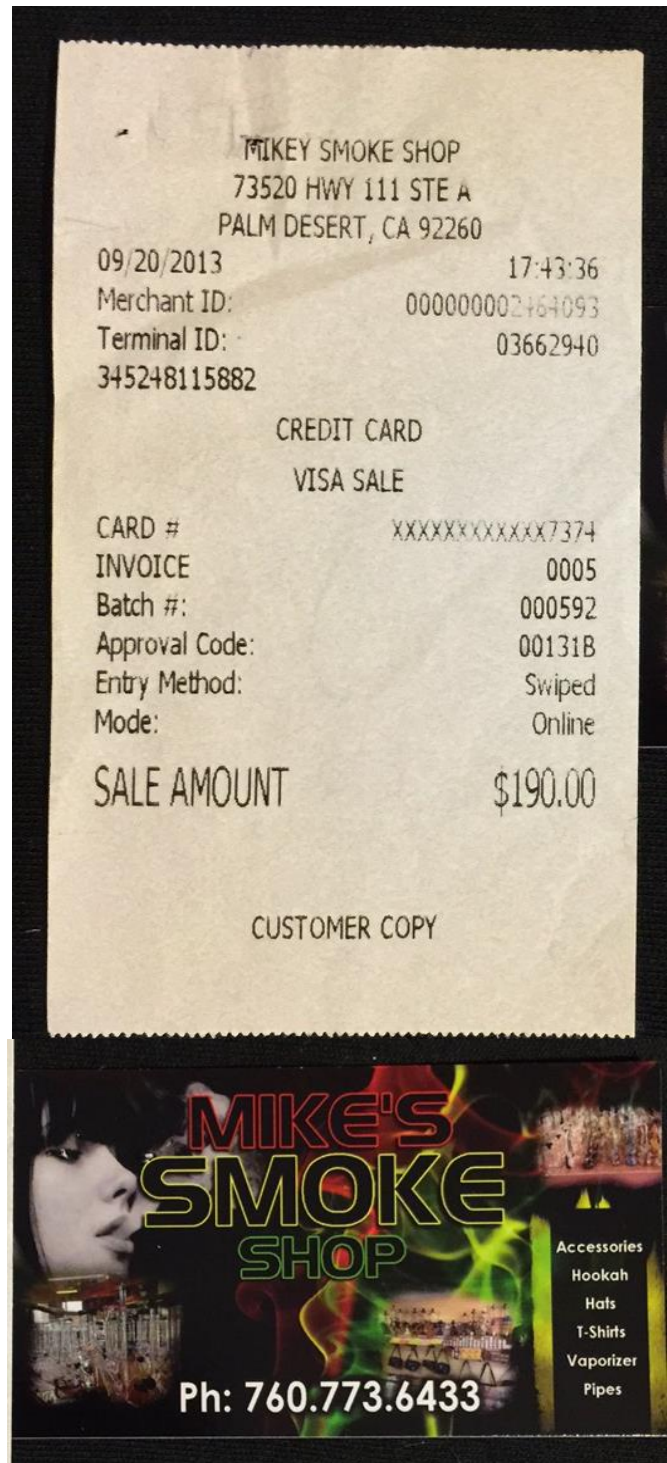 MIKEY SMOKE SHOP
73520 HWY 111 STE A
PALM DESERT, CA 92260
09/20/2013 17:43:36
Merchant ID: 000000002464093
Terminal ID: 03662940
345248115882
CREDIT CARD
VISA SALE
CARD # XXXXXXXXXXXX7374
INVOICE 0005
Batch #: 000592
Approval Code: 00131B
Entry Method: Swiped
Mode: Online
SALE AMOUNT $190.00
CUSTOMER COPY
MIKE'S
SMOKE
SHOP
Accessories
Hookah
Hats
T-Shirts
Vaporizer
Pipes
Ph: 760.773.6433